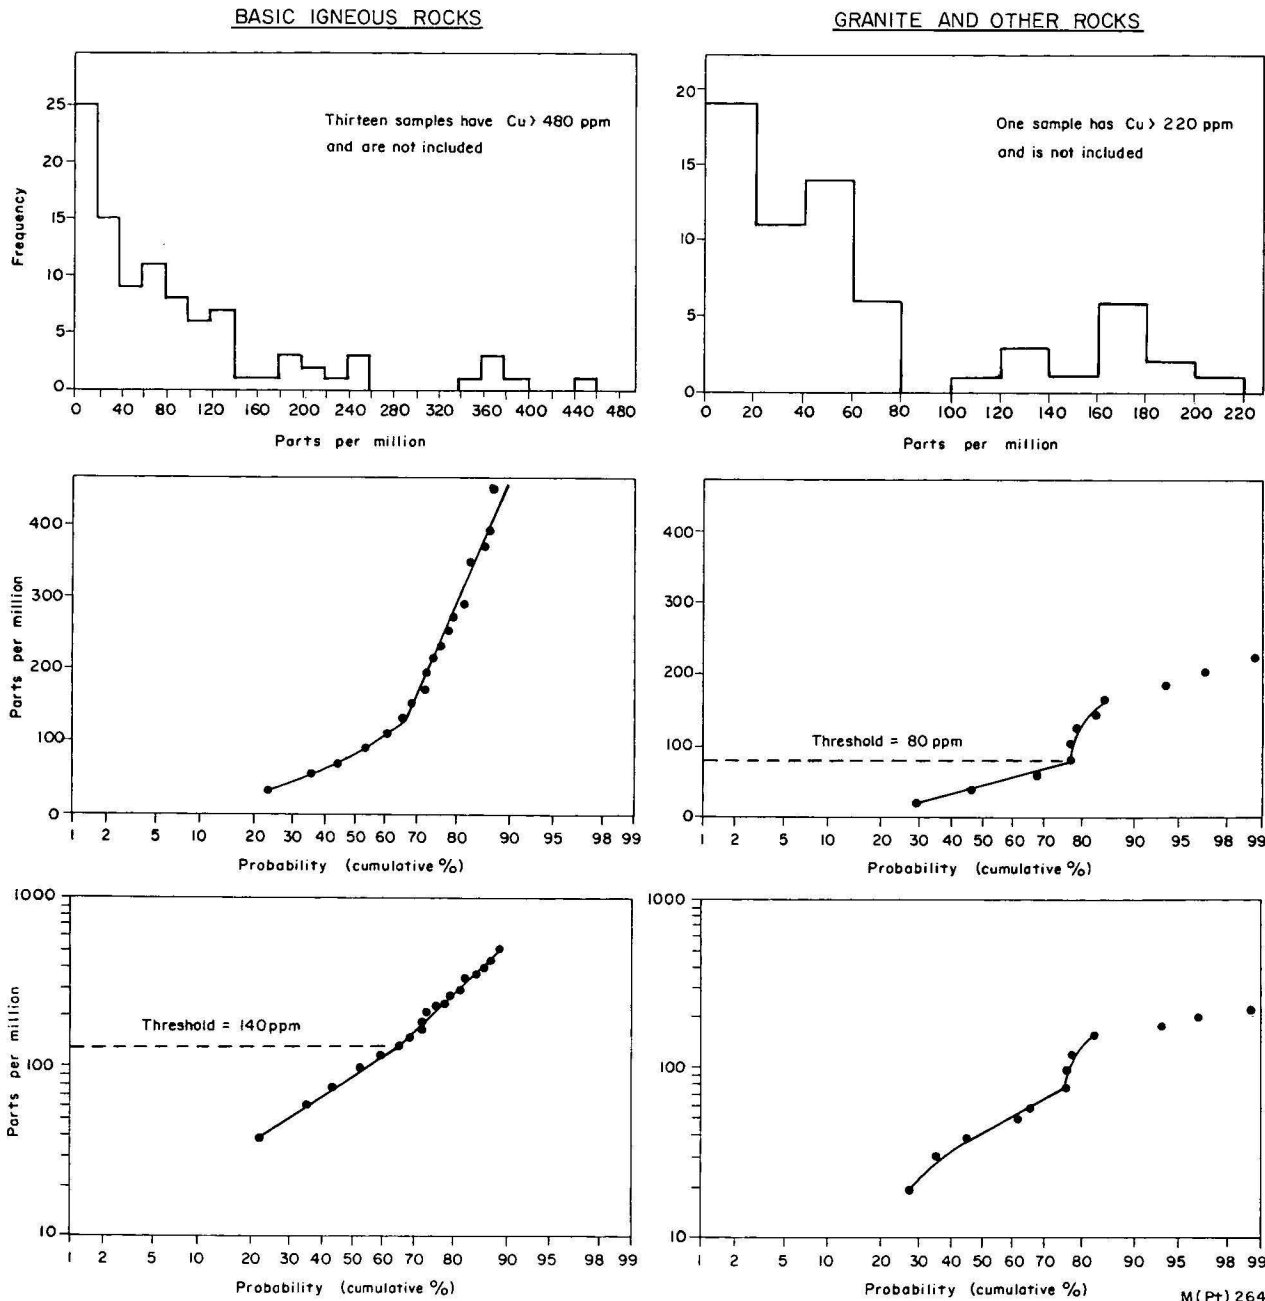 BASIC IGNEOUS ROCKS
GRANITE AND OTHER ROCKS
Frequency
25
20
15
10
5
0
Thirteen samples have Cu > 480 ppm
and are not included
0 40 80 120 160 200 240 280 320 360 400 440 480
Parts per million
20
15
10
5
0
One sample has Cu > 220 ppm
and is not included
0 20 40 60 80 100 120 140 160 180 200 220
Parts per million
Parts per million
400
300
200
100
0
1 2 5 10 20 30 40 50 60 70 80 90 95 98 99
Probability (cumulative %)
400
300
200
100
0
Threshold = 80 ppm
1 2 5 10 20 30 40 50 60 70 80 90 95 98 99
Probability (cumulative %)
Parts per million
1000
100
10
Threshold = 140 ppm
1 2 5 10 20 30 40 50 60 70 80 90 95 98 99
Probability (cumulative %)
1000
100
10
1 2 5 10 20 30 40 50 60 70 80 90 95 98 99
Probability (cumulative %)
M(Pt) 264